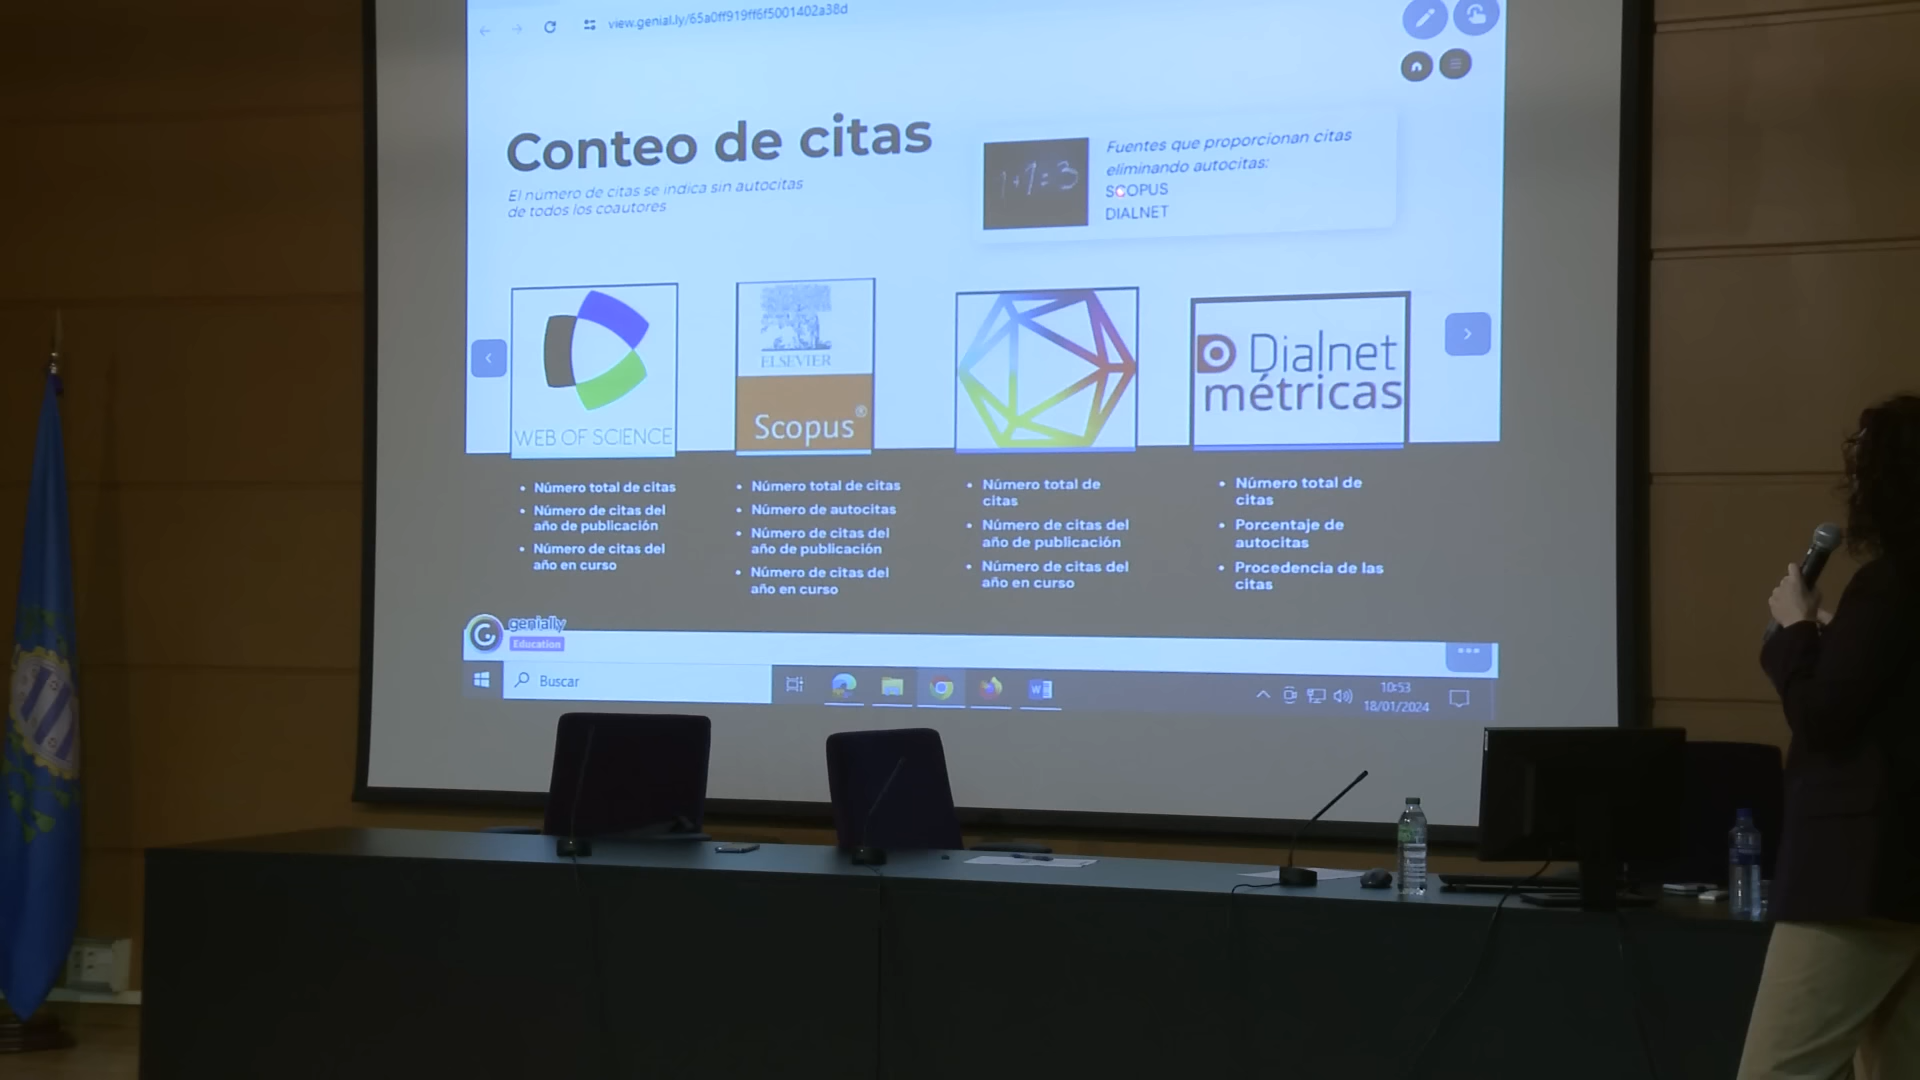 view.genial.ly/65a0ff919ff6f5001402a38d
Conteo de citas
El número de citas se indica sin autocitas
de todos los coautores
1+1=3
Fuentes que proporcionan citas
eliminando autocitas:
SCOPUS
DIALNET
WEB OF SCIENCE
ELSEVIER
Scopus®
Dialnet
métricas
• Número total de citas
• Número de citas del
año de publicación
• Número de citas del
año en curso
• Número total de citas
• Número de autocitas
• Número de citas del
año de publicación
• Número de citas del
año en curso
• Número total de
citas
• Número de citas del
año de publicación
• Número de citas del
año en curso
• Número total de
citas
• Porcentaje de
autocitas
• Procedencia de las
citas
genially
Education
Buscar
10:53
18/01/2024